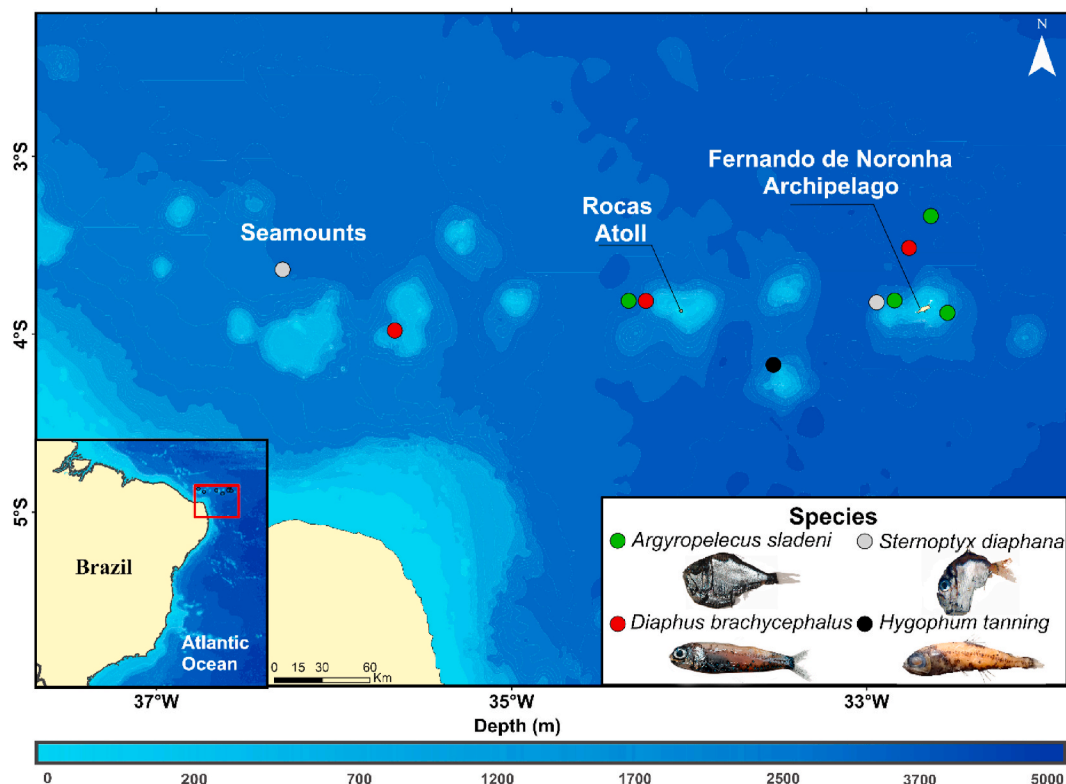 N
3°S
4°S
5°S
Seamounts
Rocas
Atoll
Fernando de Noronha
Archipelago
Brazil
Atlantic
Ocean
0 15 30 60
Km
Species
Argyropelecus sladeni
Sternoptyx diaphana
Diaphus brachycephalus
Hygophum tanning
37°W 35°W 33°W
Depth (m)
0 200 700 1200 1700 2500 3700 5000